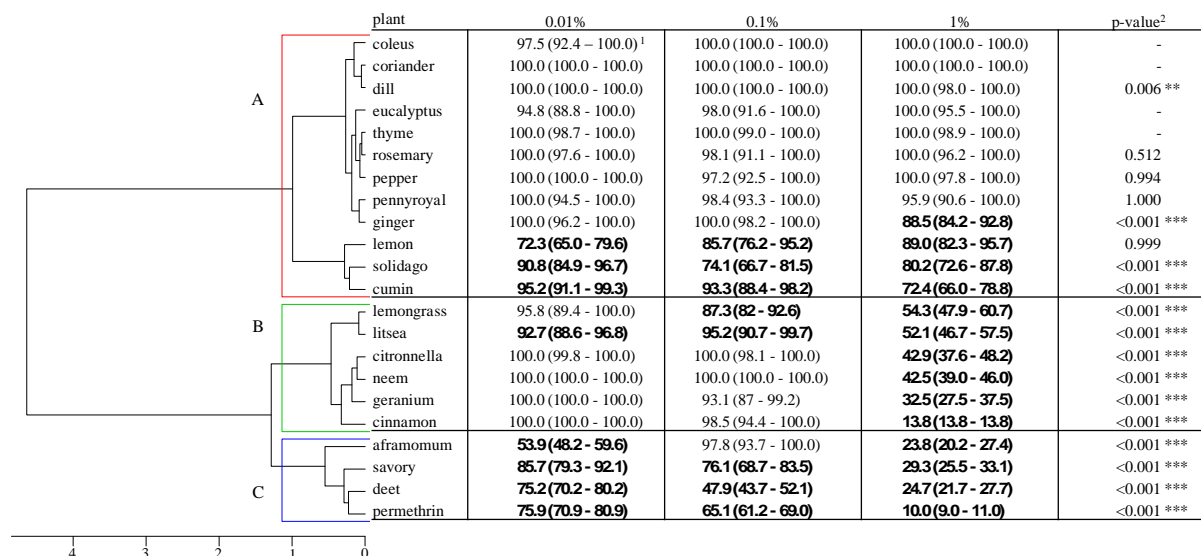 plant 0.01% 0.1% 1% p-value²
coleus 97.5 (92.4 – 100.0) ¹ 100.0 (100.0 - 100.0) 100.0 (100.0 - 100.0) -
coriander 100.0 (100.0 - 100.0) 100.0 (100.0 - 100.0) 100.0 (100.0 - 100.0) -
A dill 100.0 (100.0 - 100.0) 100.0 (100.0 - 100.0) 100.0 (98.0 - 100.0) 0.006 **
eucalyptus 94.8 (88.8 - 100.0) 98.0 (91.6 - 100.0) 100.0 (95.5 - 100.0) -
thyme 100.0 (98.7 - 100.0) 100.0 (99.0 - 100.0) 100.0 (98.9 - 100.0) -
rosemary 100.0 (97.6 - 100.0) 98.1 (91.1 - 100.0) 100.0 (96.2 - 100.0) 0.512
pepper 100.0 (100.0 - 100.0) 97.2 (92.5 - 100.0) 100.0 (97.8 - 100.0) 0.994
pennyroyal 100.0 (94.5 - 100.0) 98.4 (93.3 - 100.0) 95.9 (90.6 - 100.0) 1.000
ginger 100.0 (96.2 - 100.0) 100.0 (98.2 - 100.0) 88.5 (84.2 - 92.8) <0.001 ***
lemon 72.3 (65.0 - 79.6) 85.7 (76.2 - 95.2) 89.0 (82.3 - 95.7) 0.999
solidago 90.8 (84.9 - 96.7) 74.1 (66.7 - 81.5) 80.2 (72.6 - 87.8) <0.001 ***
cumin 95.2 (91.1 - 99.3) 93.3 (88.4 - 98.2) 72.4 (66.0 - 78.8) <0.001 ***
lemongrass 95.8 (89.4 - 100.0) 87.3 (82 - 92.6) 54.3 (47.9 - 60.7) <0.001 ***
B litsea 92.7 (88.6 - 96.8) 95.2 (90.7 - 99.7) 52.1 (46.7 - 57.5) <0.001 ***
citronnella 100.0 (99.8 - 100.0) 100.0 (98.1 - 100.0) 42.9 (37.6 - 48.2) <0.001 ***
neem 100.0 (100.0 - 100.0) 100.0 (100.0 - 100.0) 42.5 (39.0 - 46.0) <0.001 ***
geranium 100.0 (100.0 - 100.0) 93.1 (87 - 99.2) 32.5 (27.5 - 37.5) <0.001 ***
cinnamon 100.0 (100.0 - 100.0) 98.5 (94.4 - 100.0) 13.8 (13.8 - 13.8) <0.001 ***
aframomum 53.9 (48.2 - 59.6) 97.8 (93.7 - 100.0) 23.8 (20.2 - 27.4) <0.001 ***
savory 85.7 (79.3 - 92.1) 76.1 (68.7 - 83.5) 29.3 (25.5 - 33.1) <0.001 ***
C deet 75.2 (70.2 - 80.2) 47.9 (43.7 - 52.1) 24.7 (21.7 - 27.7) <0.001 ***
permethrin 75.9 (70.9 - 80.9) 65.1 (61.2 - 69.0) 10.0 (9.0 - 11.0) <0.001 ***
4 3 2 1 0